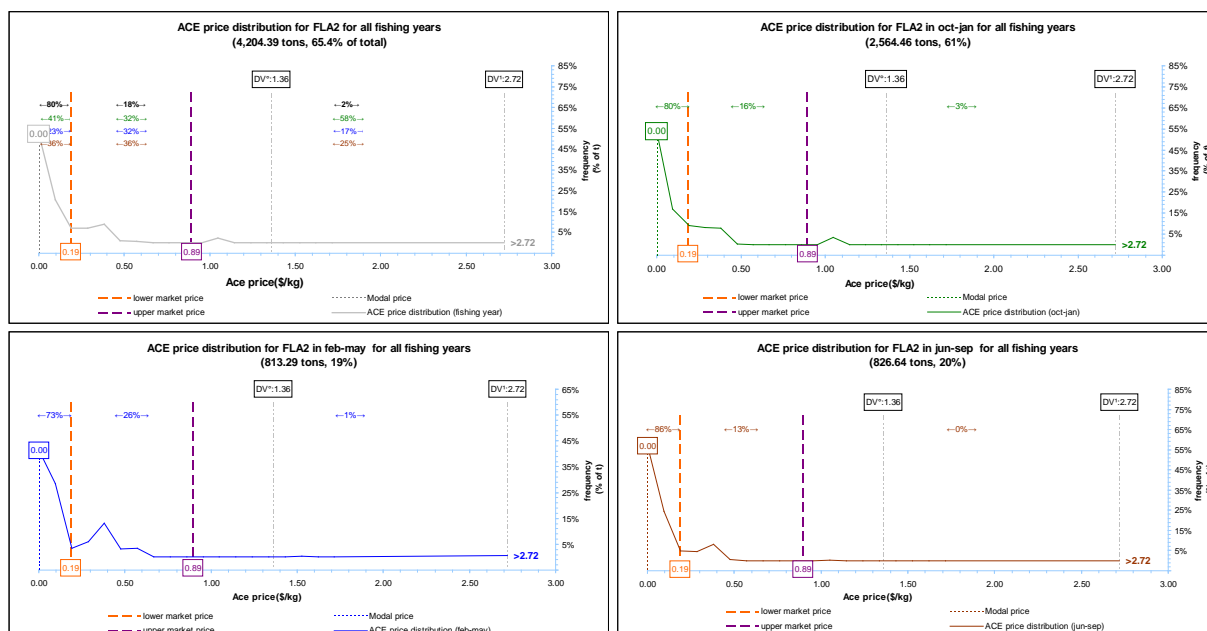 ACE price distribution for FLA2 for all fishing years
(4,204.39 tons, 65.4% of total)
85%
75%
65%
55%
45%
35%
25%
15%
5%
frequency
(% of t)
DV°:1.36
DV¹:2.72
←80%→ ←18%→ ←2%→
←41%→ ←32%→ ←58%→
←32%→ ←17%→
←36%→ ←25%→
0.00
0.19
0.89
>2.72
0.00 0.50 1.00 1.50 2.00 2.50 3.00
Ace price($/kg)
lower market price
Modal price
upper market price
ACE price distribution (fishing year)
ACE price distribution for FLA2 in oct-jan for all fishing years
(2,564.46 tons, 61%)
85%
75%
65%
55%
45%
35%
25%
15%
5%
frequency
(% of t)
DV°:1.36
DV¹:2.72
←80%→ ←16%→ ←3%→
0.00
0.19
0.89
>2.72
0.00 0.50 1.00 1.50 2.00 2.50 3.00
Ace price($/kg)
lower market price
Modal price
upper market price
ACE price distribution (oct-jan)
ACE price distribution for FLA2 in feb-may for all fishing years
(813.29 tons, 19%)
65%
55%
45%
35%
25%
15%
5%
frequency
(% of t)
DV°:1.36
DV¹:2.72
←73%→ ←26%→ ←1%→
0.00
0.19
0.89
>2.72
0.00 0.50 1.00 1.50 2.00 2.50 3.00
Ace price($/kg)
lower market price
Modal price
upper market price
ACE price distribution (feb-may)
ACE price distribution for FLA2 in jun-sep for all fishing years
(826.64 tons, 20%)
85%
75%
65%
55%
45%
35%
25%
15%
5%
frequency
DV°:1.36
DV¹:2.72
←86%→ ←13%→ ←0%→
0.00
0.19
0.89
>2.72
0.00 0.50 1.00 1.50 2.00 2.50 3.00
Ace price($/kg)
lower market price
Modal price
upper market price
ACE price distribution (jun-sep)